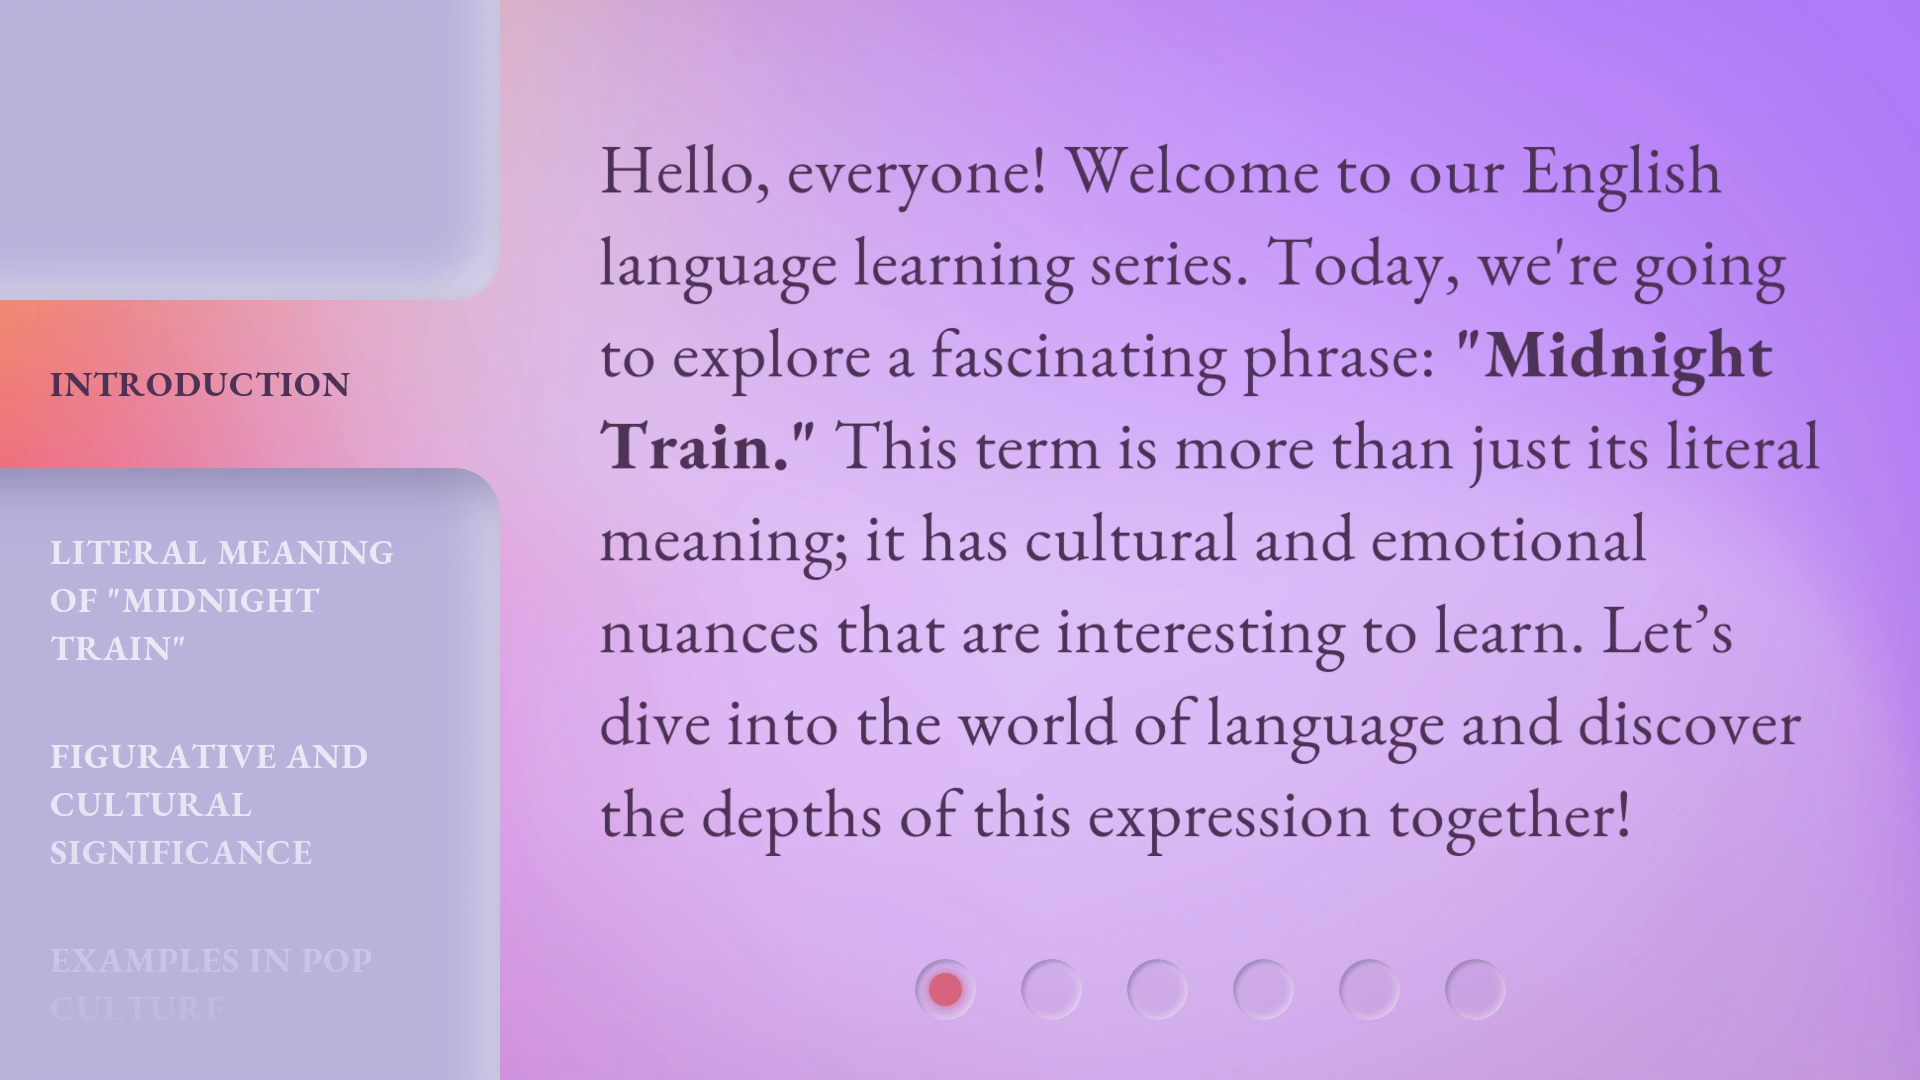 INTRODUCTION
LITERAL MEANING
OF "MIDNIGHT
TRAIN"
FIGURATIVE AND
CULTURAL
SIGNIFICANCE
EXAMPLES IN POP
CULTURE
Hello, everyone! Welcome to our English
language learning series. Today, we're going
to explore a fascinating phrase: "Midnight
Train." This term is more than just its literal
meaning; it has cultural and emotional
nuances that are interesting to learn. Let’s
dive into the world of language and discover
the depths of this expression together!